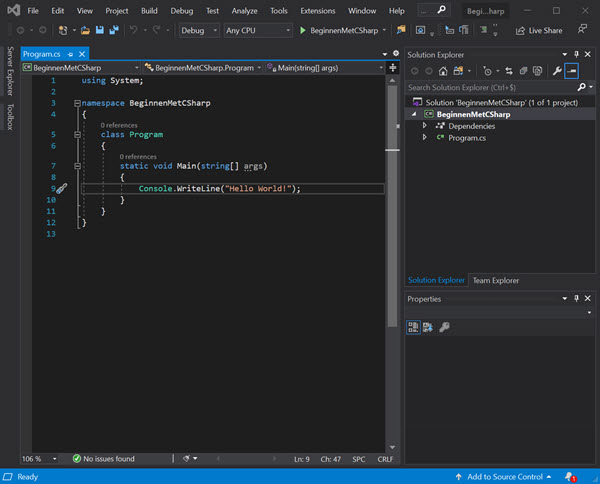 File Edit View Project Build Debug Test Analyze Tools Extensions Window Help ... Begi...harp
Debug Any CPU BeginnenMetCSharp Live Share
Server Explorer
Toolbox
Program.cs
BeginnenMetCSharp BeginnenMetCSharp.Program Main(string[] args)
1 using System;
2
3 namespace BeginnenMetCSharp
4 {
0 references
5 class Program
6 {
0 references
7 static void Main(string[] args)
8 {
9 Console.WriteLine("Hello World!");
10 }
11 }
12 }
13
106 % No issues found Ln: 9 Ch: 47 SPC CRLF
Solution Explorer
Search Solution Explorer (Ctrl+$)
Solution 'BeginnenMetCSharp' (1 of 1 project)
BeginnenMetCSharp
Dependencies
Program.cs
Solution Explorer Team Explorer
Properties
Ready Add to Source Control 1